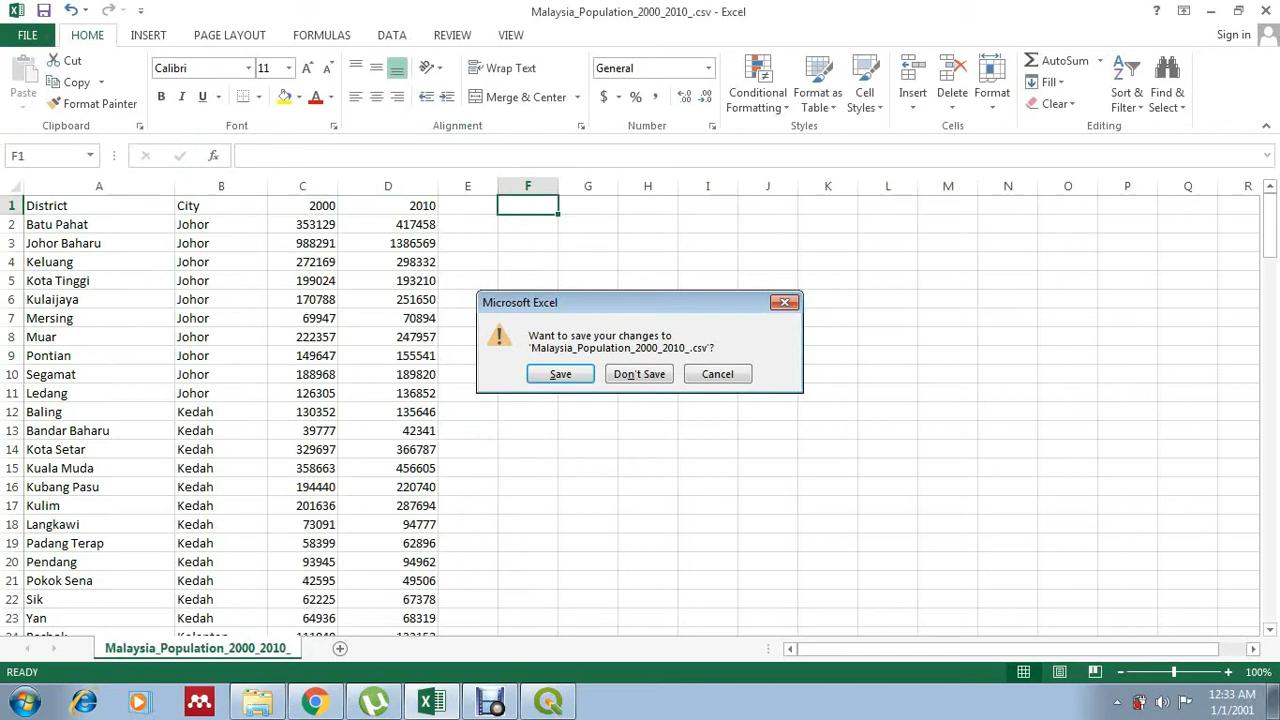 Malaysia_Population_2000_2010_.csv - Excel
?
FILE HOME INSERT PAGE LAYOUT FORMULAS DATA REVIEW VIEW Sign in
Paste
Cut
Copy
Format Painter
Clipboard
Calibri 11
B I U
Font
Wrap Text
Merge & Center
Alignment
General
$ % ,
Number
Conditional Formatting
Format as Table
Cell Styles
Styles
Insert
Delete
Format
Cells
AutoSum
Fill
Clear
Sort & Filter
Find & Select
Editing
F1 fx
A B C D E F G H I J K L M N O P Q R
1 District City 2000 2010
2 Batu Pahat Johor 353129 417458
3 Johor Baharu Johor 988291 1386569
4 Keluang Johor 272169 298332
5 Kota Tinggi Johor 199024 193210
6 Kulaijaya Johor 170788 251650
7 Mersing Johor 69947 70894
8 Muar Johor 222357 247957
9 Pontian Johor 149647 155541
10 Segamat Johor 188968 189820
11 Ledang Johor 126305 136852
12 Baling Kedah 130352 135646
13 Bandar Baharu Kedah 39777 42341
14 Kota Setar Kedah 329697 366787
15 Kuala Muda Kedah 358663 456605
16 Kubang Pasu Kedah 194440 220740
17 Kulim Kedah 201636 287694
18 Langkawi Kedah 73091 94777
19 Padang Terap Kedah 58399 62896
20 Pendang Kedah 93945 94962
21 Pokok Sena Kedah 42595 49506
22 Sik Kedah 62225 67378
23 Yan Kedah 64936 68319
Microsoft Excel
Want to save your changes to
'Malaysia_Population_2000_2010_.csv'?
Save Don't Save Cancel
Malaysia_Population_2000_2010_
READY 100%
12:33 AM
1/1/2001